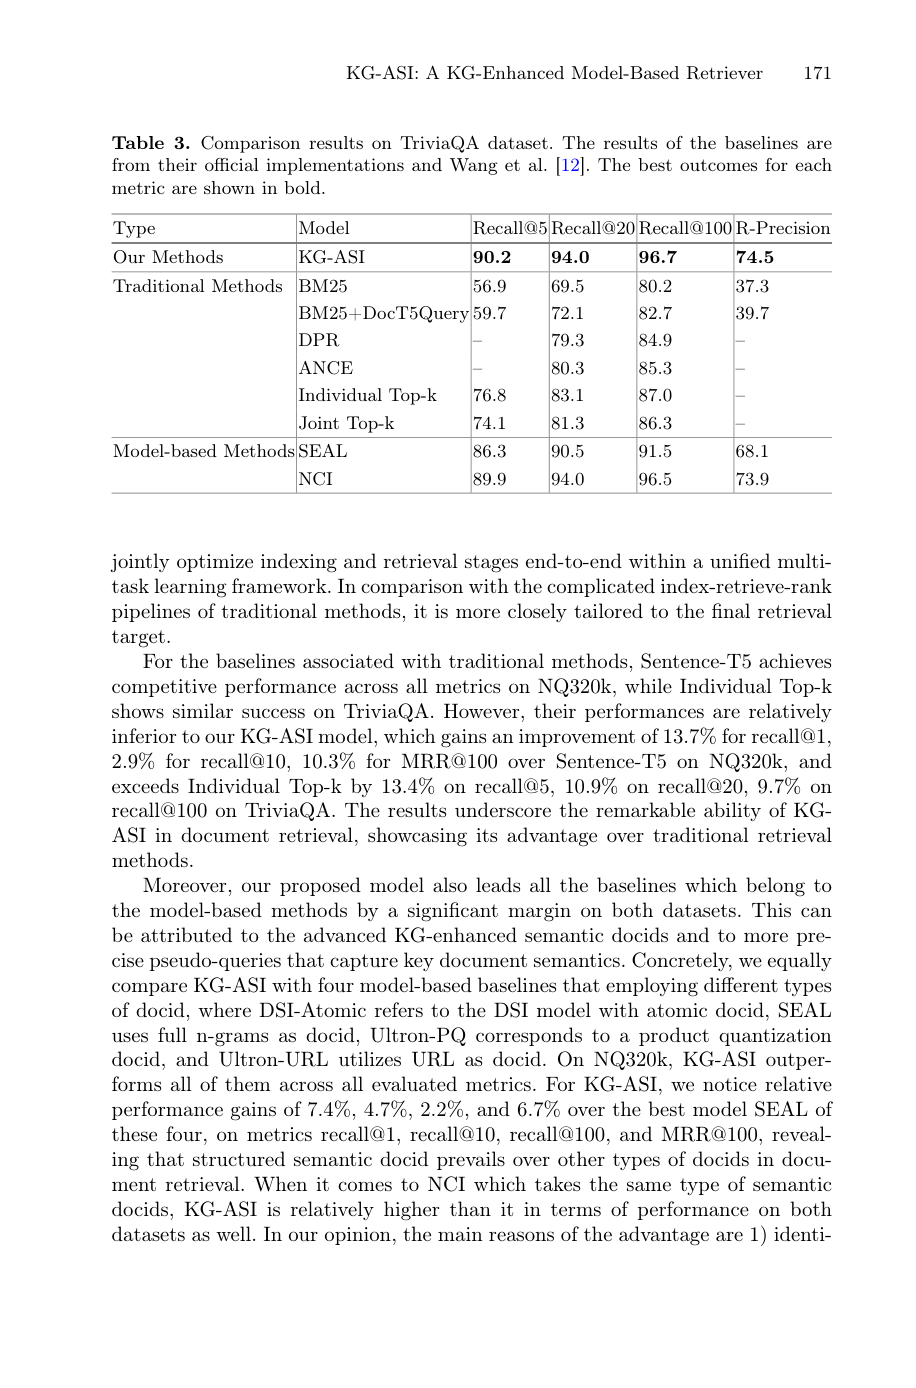 KG-ASI: A KG-Enhanced Model-Based Retriever 171
Table 3. Comparison results on TriviaQA dataset. The results of the baselines are
from their official implementations and Wang et al. [12]. The best outcomes for each
metric are shown in bold.
Type Model Recall@5 Recall@20 Recall@100 R-Precision
Our Methods KG-ASI 90.2 94.0 96.7 74.5
Traditional Methods BM25 56.9 69.5 80.2 37.3
BM25+DocT5Query 59.7 72.1 82.7 39.7
DPR – 79.3 84.9 –
ANCE – 80.3 85.3 –
Individual Top-k 76.8 83.1 87.0 –
Joint Top-k 74.1 81.3 86.3 –
Model-based Methods SEAL 86.3 90.5 91.5 68.1
NCI 89.9 94.0 96.5 73.9
jointly optimize indexing and retrieval stages end-to-end within a unified multi-
task learning framework. In comparison with the complicated index-retrieve-rank
pipelines of traditional methods, it is more closely tailored to the final retrieval
target.
For the baselines associated with traditional methods, Sentence-T5 achieves
competitive performance across all metrics on NQ320k, while Individual Top-k
shows similar success on TriviaQA. However, their performances are relatively
inferior to our KG-ASI model, which gains an improvement of 13.7% for recall@1,
2.9% for recall@10, 10.3% for MRR@100 over Sentence-T5 on NQ320k, and
exceeds Individual Top-k by 13.4% on recall@5, 10.9% on recall@20, 9.7% on
recall@100 on TriviaQA. The results underscore the remarkable ability of KG-
ASI in document retrieval, showcasing its advantage over traditional retrieval
methods.
Moreover, our proposed model also leads all the baselines which belong to
the model-based methods by a significant margin on both datasets. This can
be attributed to the advanced KG-enhanced semantic docids and to more pre-
cise pseudo-queries that capture key document semantics. Concretely, we equally
compare KG-ASI with four model-based baselines that employing different types
of docid, where DSI-Atomic refers to the DSI model with atomic docid, SEAL
uses full n-grams as docid, Ultron-PQ corresponds to a product quantization
docid, and Ultron-URL utilizes URL as docid. On NQ320k, KG-ASI outper-
forms all of them across all evaluated metrics. For KG-ASI, we notice relative
performance gains of 7.4%, 4.7%, 2.2%, and 6.7% over the best model SEAL of
these four, on metrics recall@1, recall@10, recall@100, and MRR@100, reveal-
ing that structured semantic docid prevails over other types of docids in docu-
ment retrieval. When it comes to NCI which takes the same type of semantic
docids, KG-ASI is relatively higher than it in terms of performance on both
datasets as well. In our opinion, the main reasons of the advantage are 1) identi-